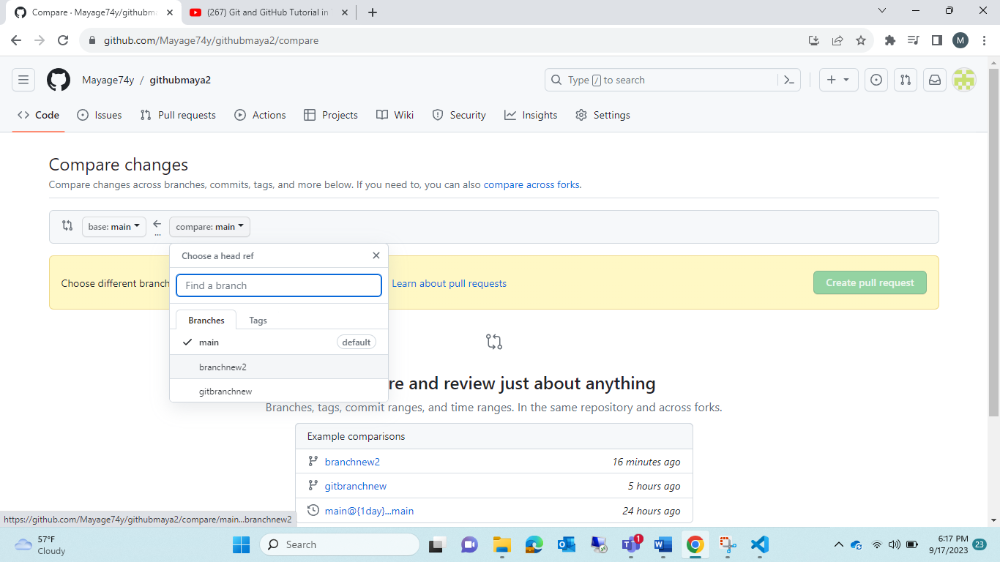 Compare · Mayage74y/githubma
(267) Git and GitHub Tutorial in
github.com/Mayage74y/githubmaya2/compare
M
Mayage74y / githubmaya2
Type / to search
Code Issues Pull requests Actions Projects Wiki Security Insights Settings
Compare changes
Compare changes across branches, commits, tags, and more below. If you need to, you can also compare across forks.
base: main
...
compare: main
Choose a head ref
Choose different branch
Learn about pull requests
Create pull request
Find a branch
Branches Tags
main default
branchnew2
gitbranchnew
re and review just about anything
Branches, tags, commit ranges, and time ranges. In the same repository and across forks.
Example comparisons
branchnew2 16 minutes ago
gitbranchnew 5 hours ago
main@{1day}...main 24 hours ago
https://github.com/Mayage74y/githubmaya2/compare/main...branchnew2
57°F
Cloudy
Search
1
6:17 PM
9/17/2023
23